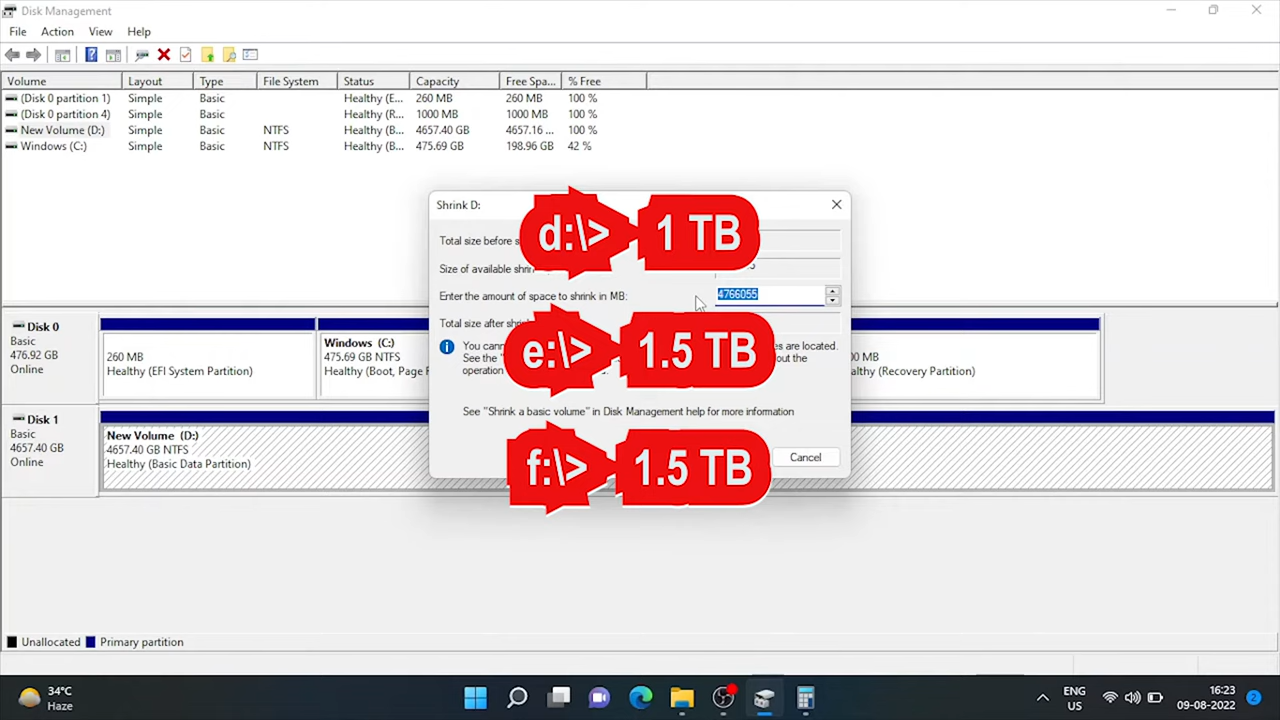 Disk Management
File Action View Help
Volume Layout Type File System Status Capacity Free Spa... % Free
(Disk 0 partition 1) Simple Basic Healthy (E... 260 MB 260 MB 100 %
(Disk 0 partition 4) Simple Basic Healthy (R... 1000 MB 1000 MB 100 %
New Volume (D:) Simple Basic NTFS Healthy (B... 4657.40 GB 4657.16 ... 100 %
Windows (C:) Simple Basic NTFS Healthy (B... 475.69 GB 198.96 GB 42 %
Shrink D:
d:\> 1 TB
Total size before
Size of available
Enter the amount of space to shrink in MB: 4766055
Total size after
e:\> 1.5 TB
You cannot are located.
See the out the
operation
See "Shrink a basic volume" in Disk Management help for more information
f:\> 1.5 TB
Cancel
Disk 0
Basic
476.92 GB
Online
260 MB
Healthy (EFI System Partition)
Windows (C:)
475.69 GB NTFS
Healthy (Boot, Page F
MB
(Recovery Partition)
Disk 1
Basic
4657.40 GB
Online
New Volume (D:)
4657.40 GB NTFS
Healthy (Basic Data Partition)
Unallocated Primary partition
34°C
Haze
ENG
US
16:23
09-08-2022
2